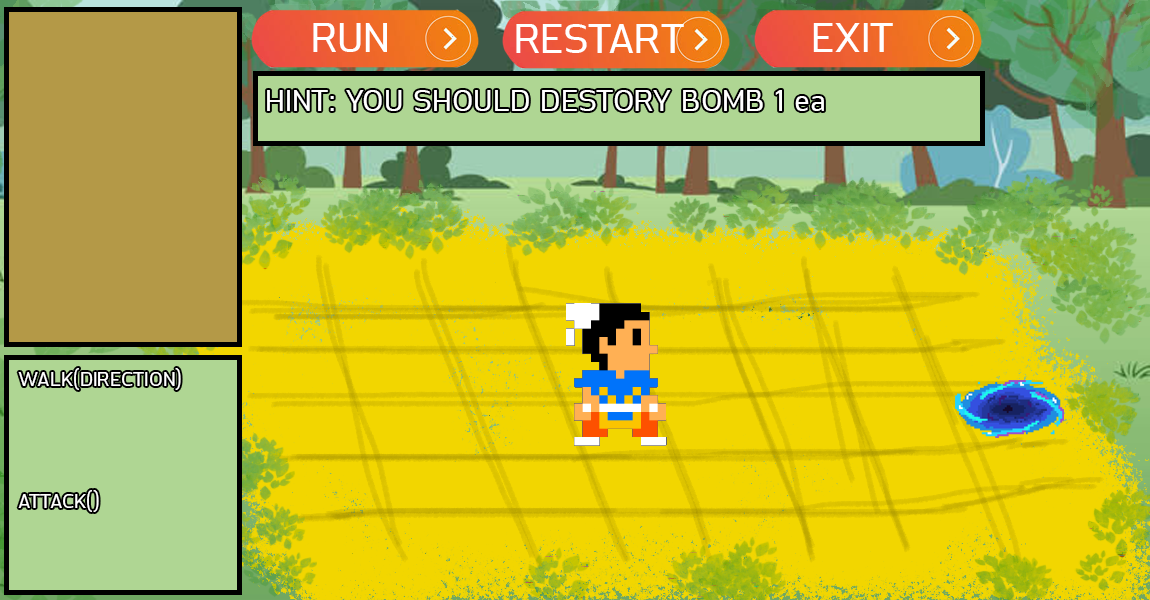 RUN
RESTART
EXIT
HINT: YOU SHOULD DESTORY BOMB 1 ea
WALK(DIRECTION)
ATTACK()